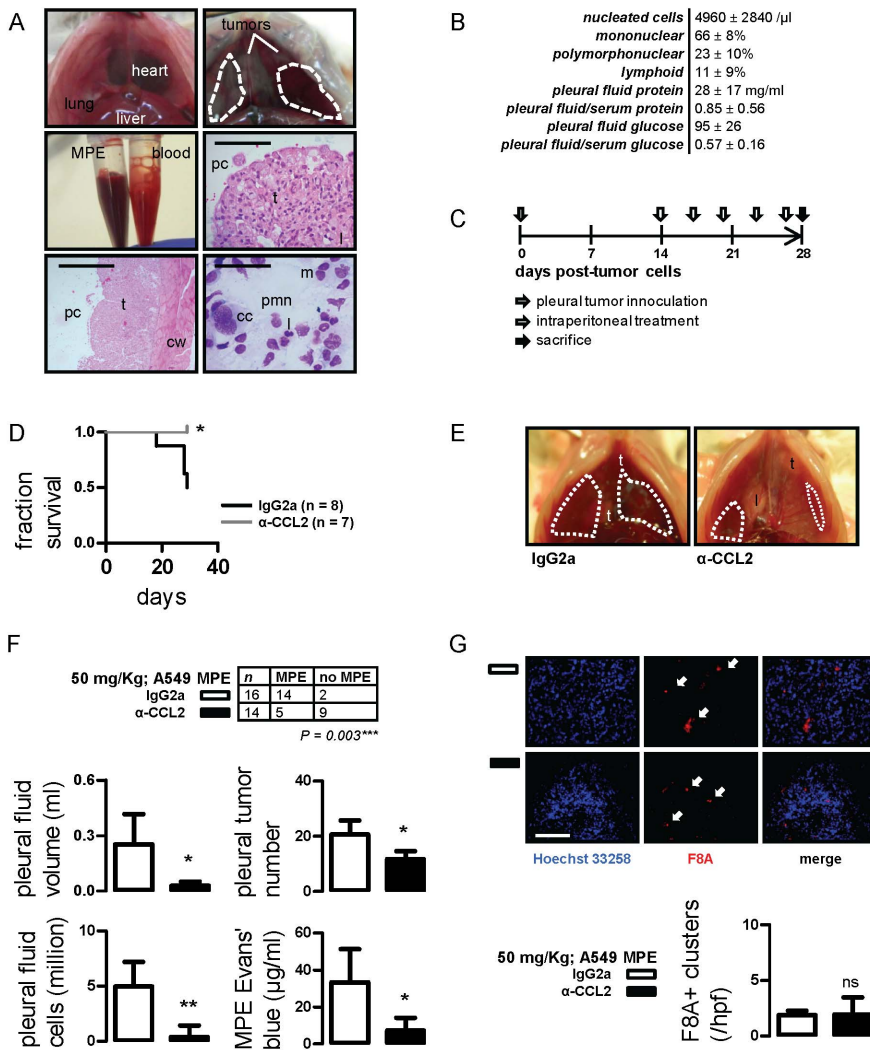 A
heart
lung
liver
tumors
MPE
blood
pc
t
l
pc
t
cw
m
pmn
cc
l
B
nucleated cells 4960 ± 2840 /µl
mononuclear 66 ± 8%
polymorphonuclear 23 ± 10%
lymphoid 11 ± 9%
pleural fluid protein 28 ± 17 mg/ml
pleural fluid/serum protein 0.85 ± 0.56
pleural fluid glucose 95 ± 26
pleural fluid/serum glucose 0.57 ± 0.16
C
0 7 14 21 28
days post-tumor cells
pleural tumor innoculation
intraperitoneal treatment
sacrifice
D
fraction survival
1.0
0.5
0.0
*
0 20 40
days
IgG2a (n = 8)
α-CCL2 (n = 7)
E
t
t
t
l
IgG2a
α-CCL2
F
50 mg/Kg; A549 MPE
IgG2a
α-CCL2
n MPE no MPE
16 14 2
14 5 9
P = 0.003***
pleural fluid volume (ml)
0.6
0.3
0.0
*
pleural tumor number
40
20
0
*
pleural fluid cells (million)
10
5
0
**
MPE Evans' blue (µg/ml)
60
40
20
0
*
G
Hoechst 33258
F8A
merge
50 mg/Kg; A549 MPE
IgG2a
α-CCL2
F8A+ clusters (/hpf)
10
5
0
ns